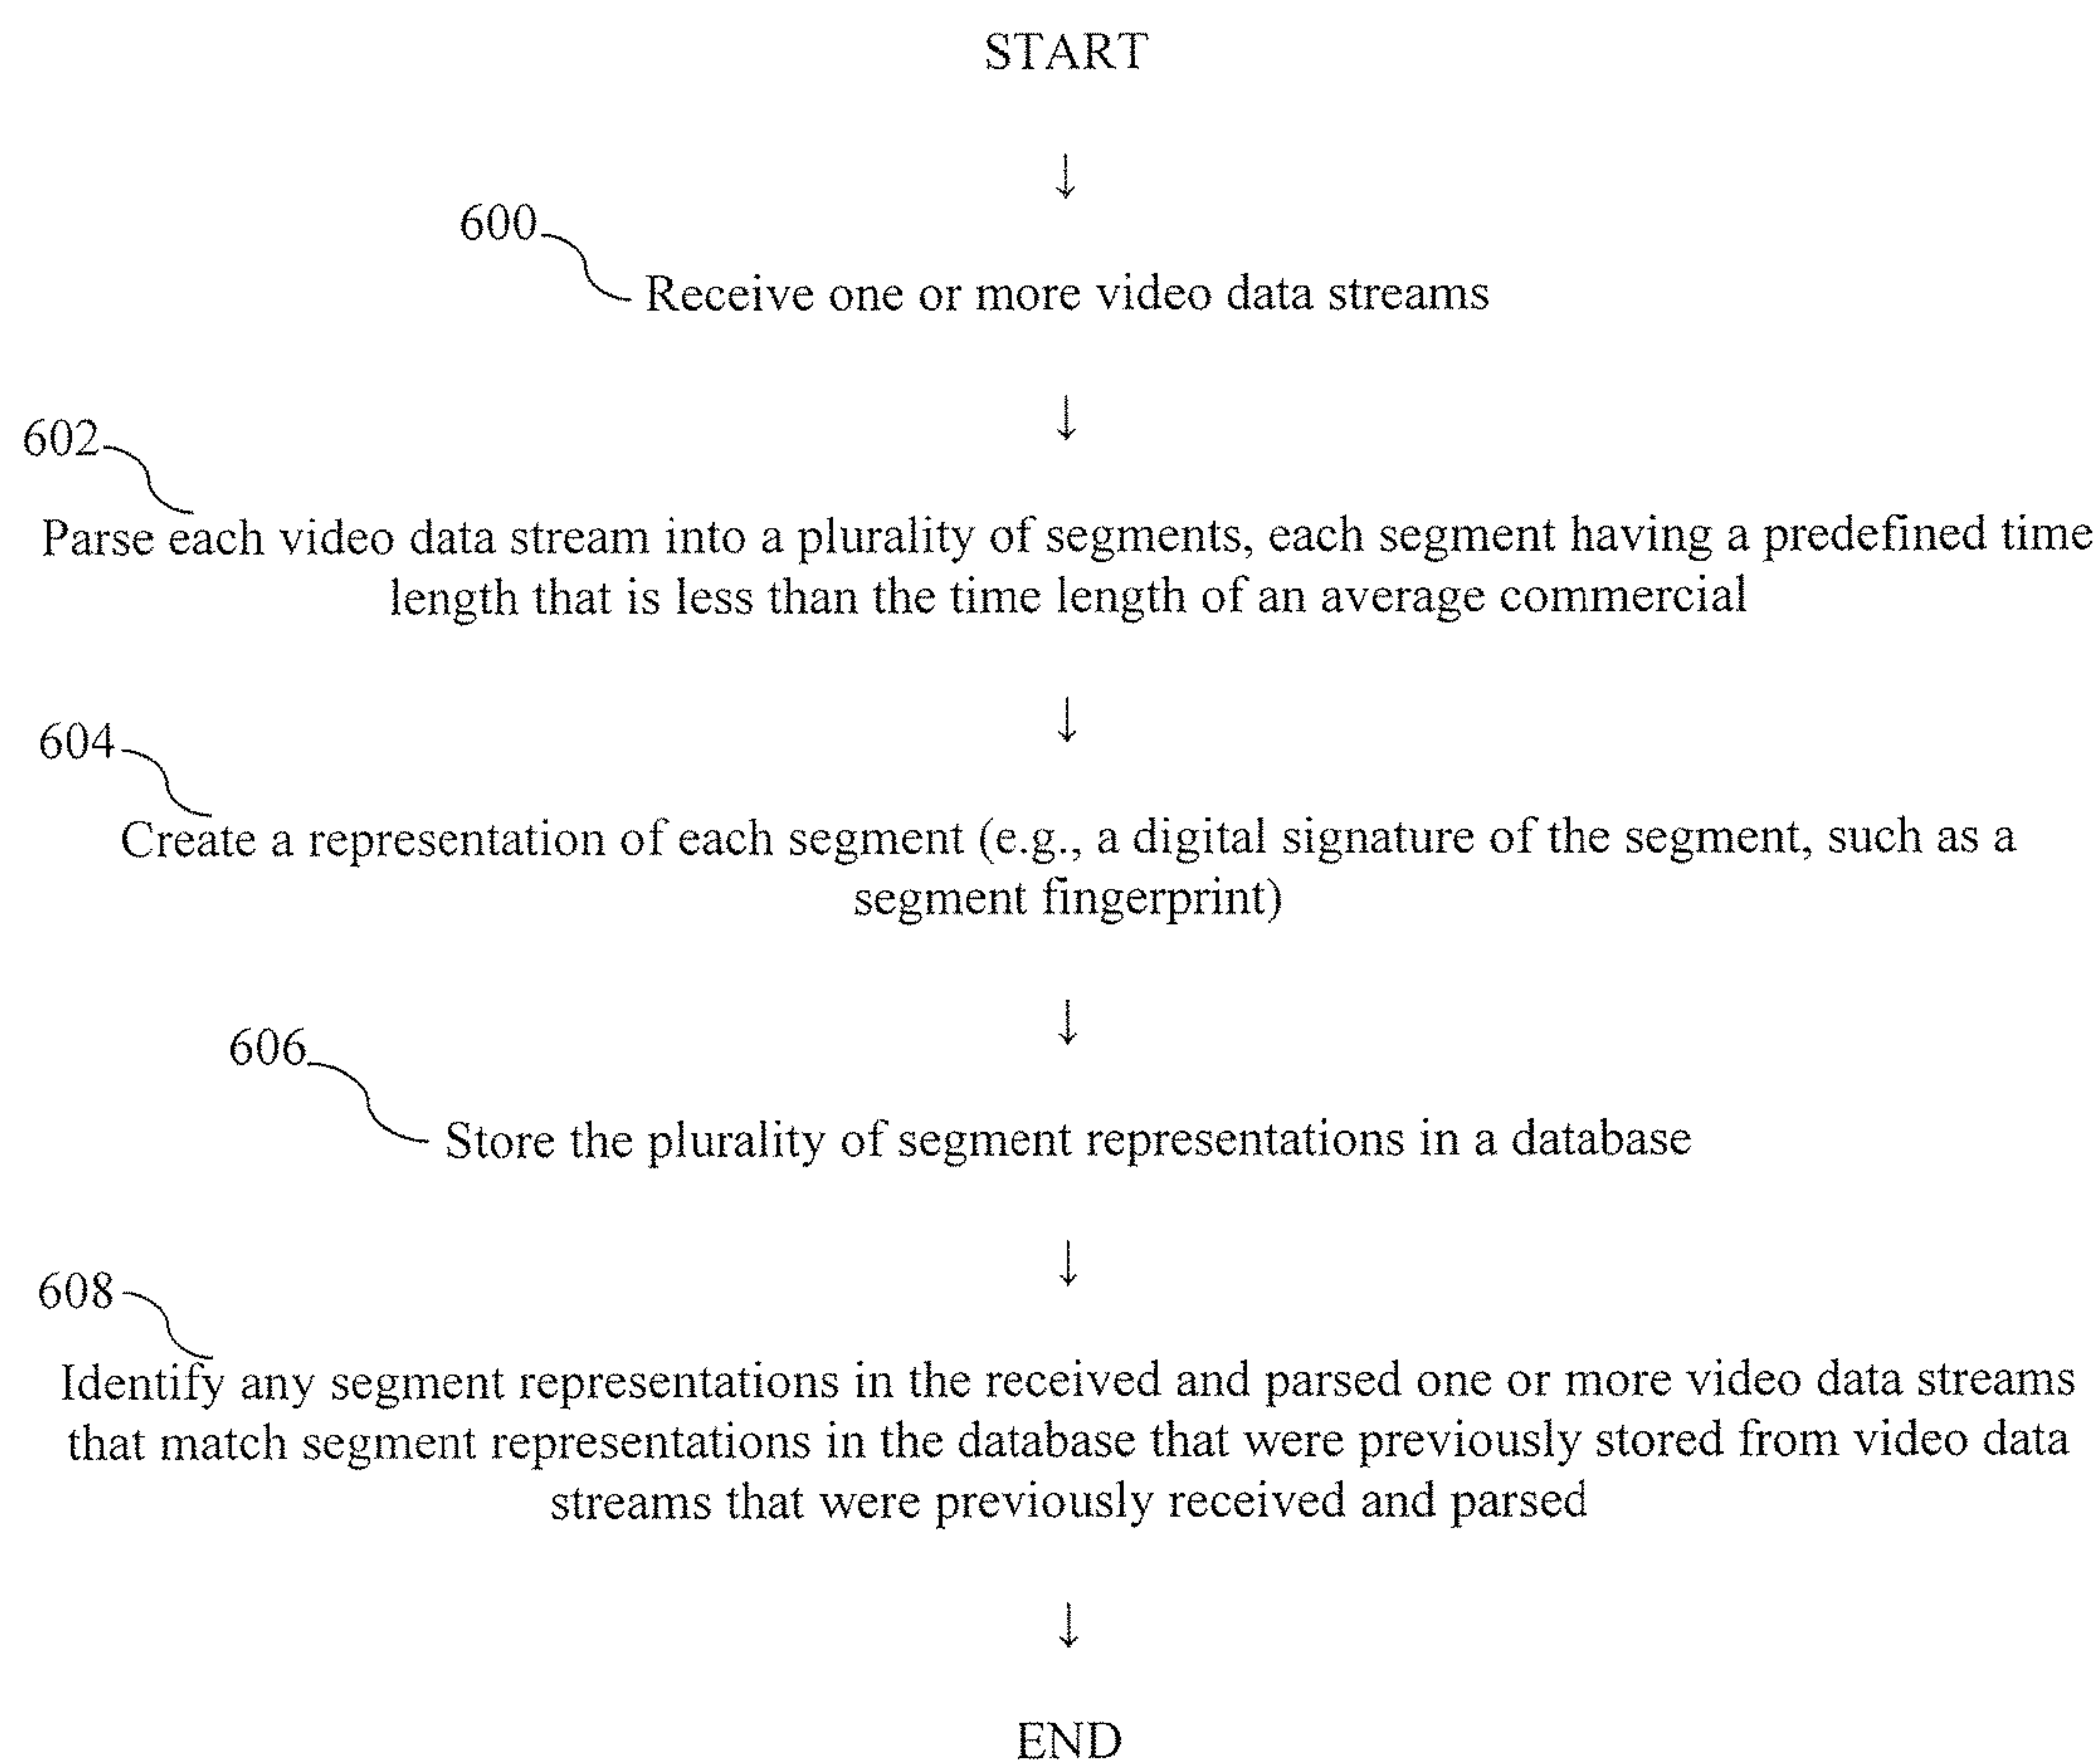 START
↓
600
Receive one or more video data streams
↓
602
Parse each video data stream into a plurality of segments, each segment having a predefined time
length that is less than the time length of an average commercial
↓
604
Create a representation of each segment (e.g., a digital signature of the segment, such as a
segment fingerprint)
↓
606
Store the plurality of segment representations in a database
↓
608
Identify any segment representations in the received and parsed one or more video data streams
that match segment representations in the database that were previously stored from video data
streams that were previously received and parsed
↓
END